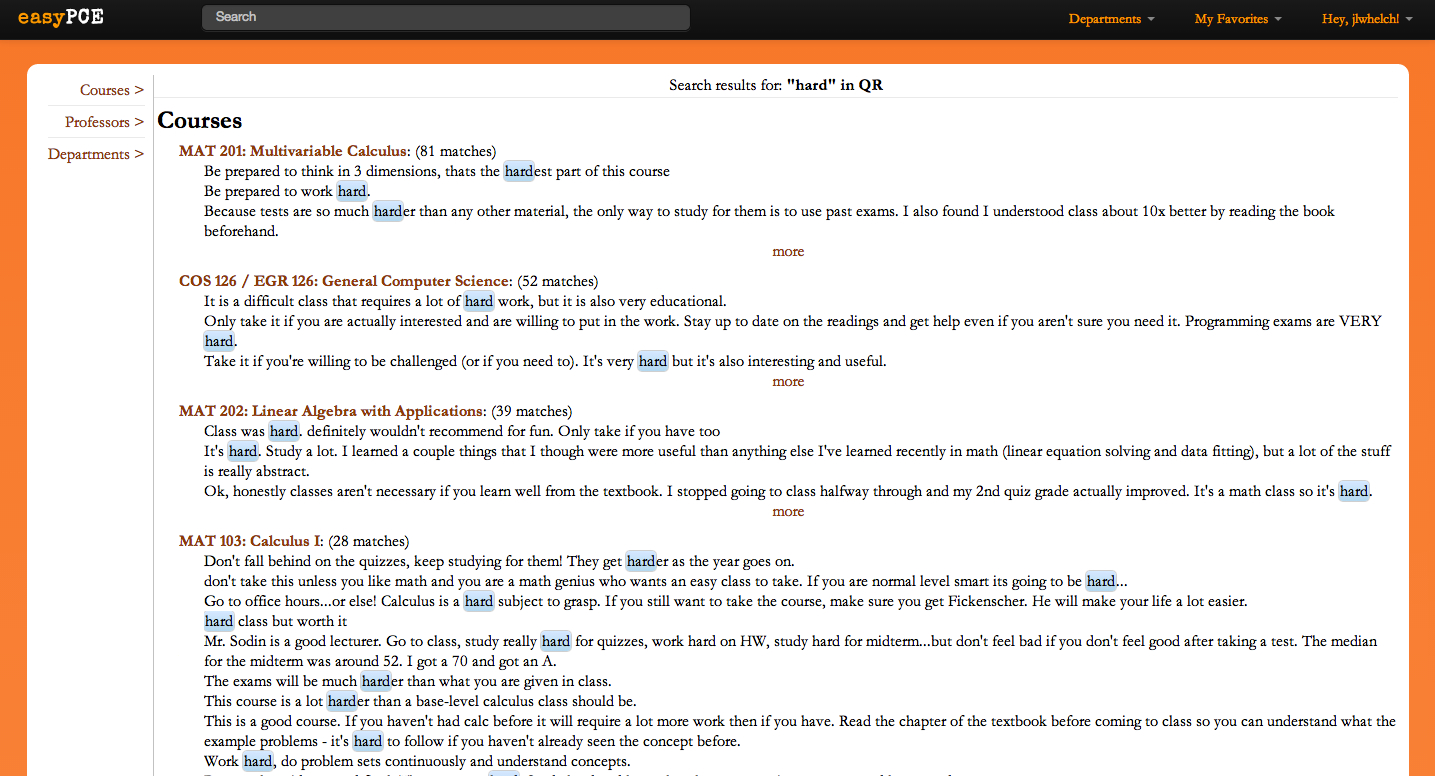 easyPCE
Search
Departments
My Favorites
Hey, jlwhelch!
Courses >
Professors >
Departments >
Search results for: "hard" in QR
Courses
MAT 201: Multivariable Calculus: (81 matches)
Be prepared to think in 3 dimensions, thats the hardest part of this course
Be prepared to work hard.
Because tests are so much harder than any other material, the only way to study for them is to use past exams. I also found I understood class about 10x better by reading the book
beforehand.
more
COS 126 / EGR 126: General Computer Science: (52 matches)
It is a difficult class that requires a lot of hard work, but it is also very educational.
Only take it if you are actually interested and are willing to put in the work. Stay up to date on the readings and get help even if you aren't sure you need it. Programming exams are VERY
hard.
Take it if you're willing to be challenged (or if you need to). It's very hard but it's also interesting and useful.
more
MAT 202: Linear Algebra with Applications: (39 matches)
Class was hard. definitely wouldn't recommend for fun. Only take if you have too
It's hard. Study a lot. I learned a couple things that I though were more useful than anything else I've learned recently in math (linear equation solving and data fitting), but a lot of the stuff
is really abstract.
Ok, honestly classes aren't necessary if you learn well from the textbook. I stopped going to class halfway through and my 2nd quiz grade actually improved. It's a math class so it's hard.
more
MAT 103: Calculus I: (28 matches)
Don't fall behind on the quizzes, keep studying for them! They get harder as the year goes on.
don't take this unless you like math and you are a math genius who wants an easy class to take. If you are normal level smart its going to be hard...
Go to office hours...or else! Calculus is a hard subject to grasp. If you still want to take the course, make sure you get Fickenscher. He will make your life a lot easier.
hard class but worth it
Mr. Sodin is a good lecturer. Go to class, study really hard for quizzes, work hard on HW, study hard for midterm...but don't feel bad if you don't feel good after taking a test. The median
for the midterm was around 52. I got a 70 and got an A.
The exams will be much harder than what you are given in class.
This course is a lot harder than a base-level calculus class should be.
This is a good course. If you haven't had calc before it will require a lot more work then if you have. Read the chapter of the textbook before coming to class so you can understand what the
example problems - it's hard to follow if you haven't already seen the concept before.
Work hard, do problem sets continuously and understand concepts.